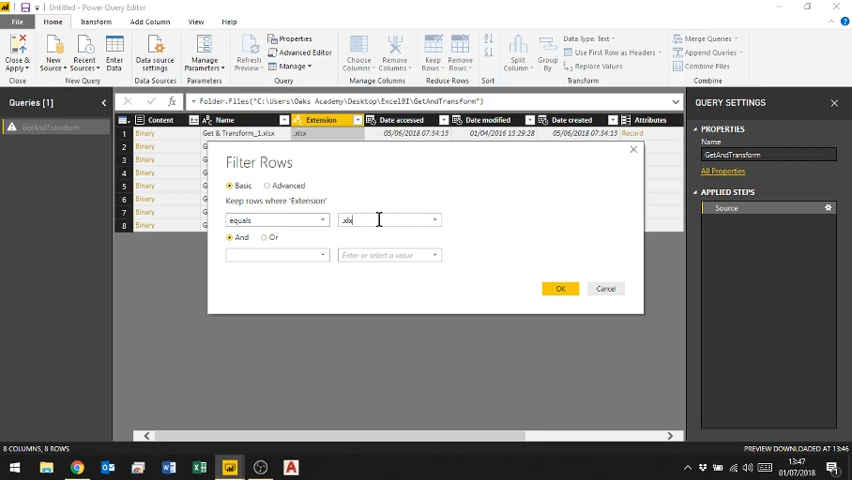 Untitled - Power Query Editor
File Home Transform Add Column View Help
Close & Apply
New Source
Recent Sources
Data source settings
Manage Parameters
Refresh Preview
Properties
Advanced Editor
Manage
Choose Columns
Remove Columns
Keep Rows
Remove Rows
Split Column
Group By
Data Type: Text
Use First Row as Headers
Replace Values
Merge Queries
Append Queries
Combine Files
Close
New Query
Data Sources
Parameters
Query
Manage Columns
Reduce Rows
Sort
Transform
Combine
Queries [1]
GetAndTransform
= Folder.Files("C:\Users\Oaks Academy\Desktop\Excel8I\GetAndTransform")
Content Name Extension Date accessed Date modified Date created Attributes
1 Binary Get & Transform_1.xlsx .xlsx 05/06/2018 07:34:13 01/04/2016 13:29:28 05/06/2018 07:34:13 Record
2 Binary G
3 Binary G
4 Binary G
5 Binary G
6 Binary G
7 Binary G
8 Binary G
Filter Rows
Basic Advanced
Keep rows where 'Extension'
equals .xlx
And Or
Enter or select a value
OK Cancel
QUERY SETTINGS
PROPERTIES
Name
GetAndTransform
All Properties
APPLIED STEPS
Source
8 COLUMNS, 8 ROWS
PREVIEW DOWNLOADED AT 13:46
13:47
01/07/2018